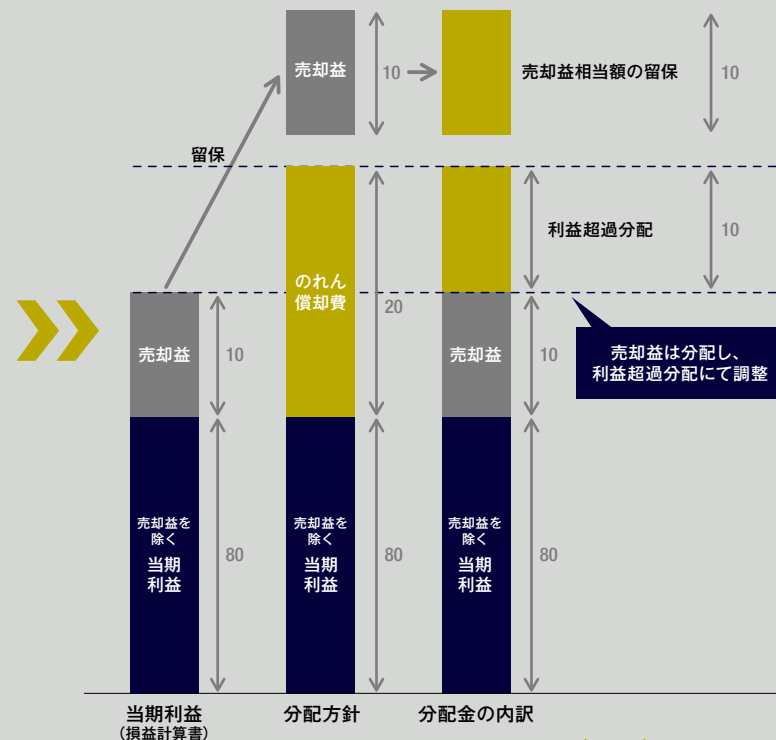 売却益
10
売却益相当額の留保
10
留保
のれん
償却費
20
利益超過分配
10
売却益
10
売却益
10
売却益は分配し、
利益超過分配にて調整
売却益を
除く
当期
利益
80
売却益を
除く
当期
利益
80
売却益を
除く
当期
利益
80
当期利益
(損益計算書)
分配方針
分配金の内訳